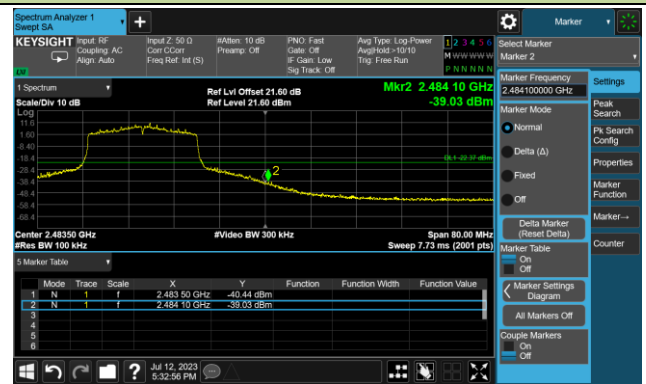 Spectrum Analyzer 1
Swept SA
+
Marker
KEYSIGHT
Input: RF
Coupling: AC
Align: Auto
Input Z: 50 Ω
Corr CCorr
Freq Ref: Int (S)
#Atten: 10 dB
Preamp: Off
PNO: Fast
Gate: Off
IF Gain: Low
Sig Track: Off
Avg Type: Log-Power
Avg|Hold:>10/10
Trig: Free Run
1 2 3 4 5 6
M W W W W W
P N N N N N
Select Marker
Marker 2
1 Spectrum
Scale/Div 10 dB
Ref Lvl Offset 21.60 dB
Ref Level 21.60 dBm
Mkr2 2.484 10 GHz
-39.03 dBm
Log
11.6
1.60
-8.40
-18.4
-28.4
-38.4
-48.4
-58.4
-68.4
DL1 -22.37 dBm
2
Center 2.48350 GHz
#Res BW 100 kHz
#Video BW 300 kHz
Span 80.00 MHz
Sweep 7.73 ms (2001 pts)
5 Marker Table
Mode Trace Scale X Y Function Function Width Function Value
1 N 1 f 2.483 50 GHz -40.44 dBm
2 N 1 f 2.484 10 GHz -39.03 dBm
3
4
5
6
Marker Frequency
2.484100000 GHz
Marker Mode
Normal
Delta (Δ)
Fixed
Off
Delta Marker
(Reset Delta)
Marker Table
On
Off
Marker Settings
Diagram
All Markers Off
Couple Markers
On
Off
Settings
Peak
Search
Pk Search
Config
Properties
Marker
Function
Marker→
Counter
?
Jul 12, 2023
5:32:56 PM